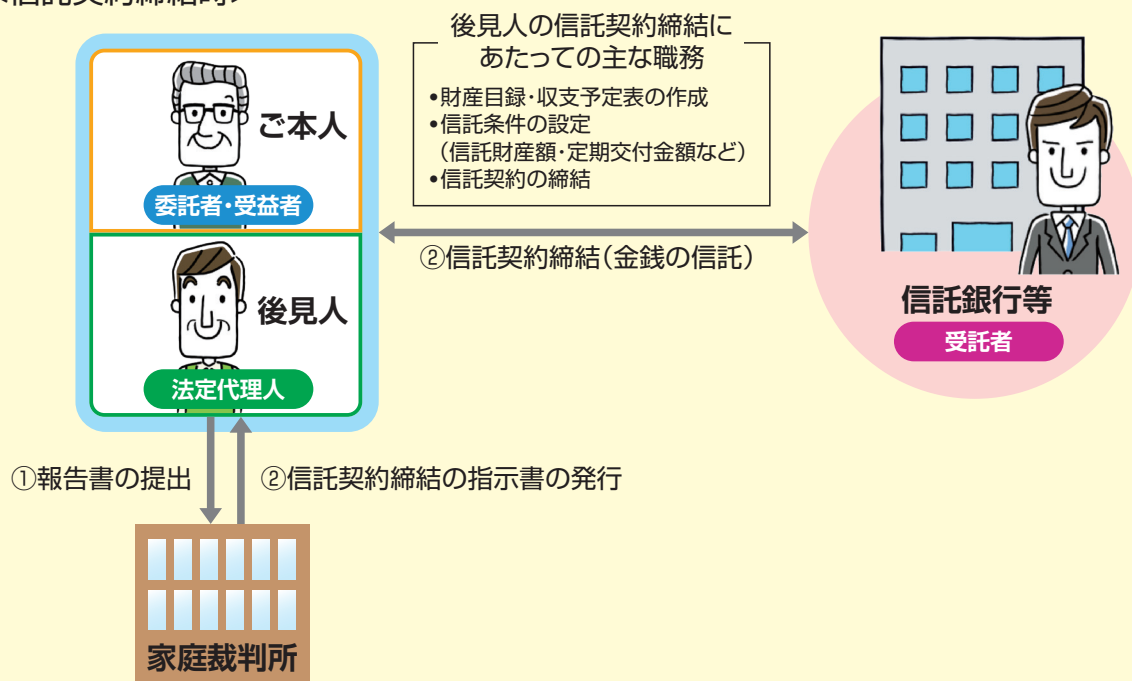 後見人の信託契約締結に
あたっての主な職務
•財産目録・収支予定表の作成
•信託条件の設定
（信託財産額・定期交付金額など）
•信託契約の締結
ご本人
委託者・受益者
②信託契約締結（金銭の信託）
後見人
法定代理人
信託銀行等
受託者
①報告書の提出
②信託契約締結の指示書の発行
家庭裁判所